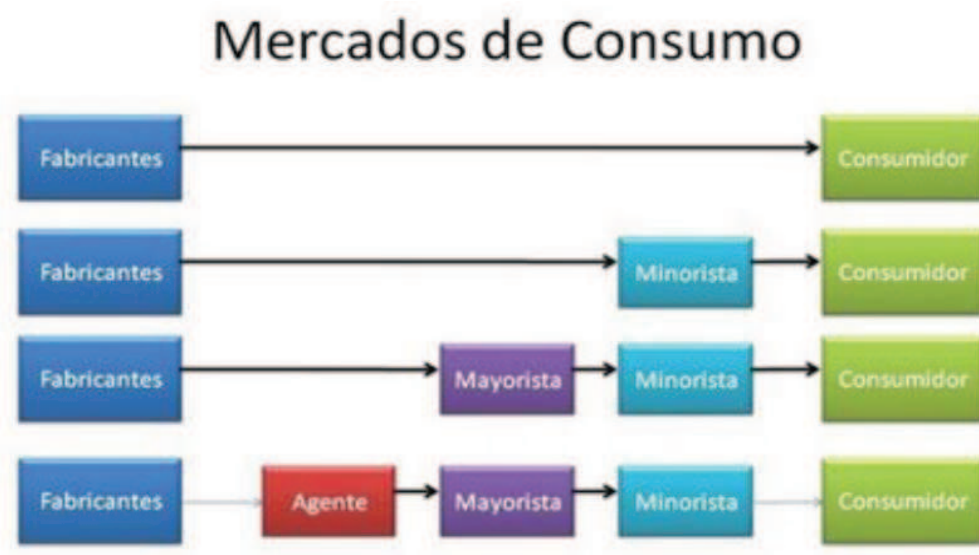 Mercados de Consumo
Fabricantes Consumidor
Fabricantes Minorista Consumidor
Fabricantes Mayorista Minorista Consumidor
Fabricantes Agente Mayorista Minorista Consumidor